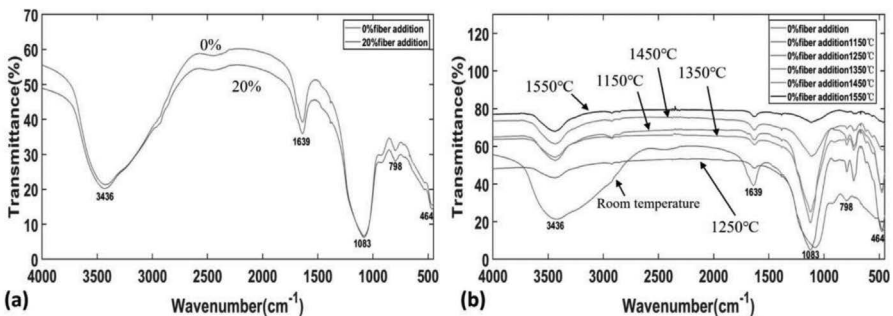 70
60
50
40
30
20
10
0
Transmittance(%)
4000 3500 3000 2500 2000 1500 1000 500
Wavenumber(cm-1)
0%fiber addition
20%fiber addition
0%
20%
3436
1639
1083
798
464
(a)
120
100
80
60
40
20
0
Transmittance(%)
4000 3500 3000 2500 2000 1500 1000 500
Wavenumber(cm-1)
0%fiber addition
0%fiber addition1150℃
0%fiber addition1250℃
0%fiber addition1350℃
0%fiber addition1450℃
0%fiber addition1550℃
1450℃
1550℃
1150℃
1350℃
Room temperature
1250℃
3436
1639
1083
798
464
(b)